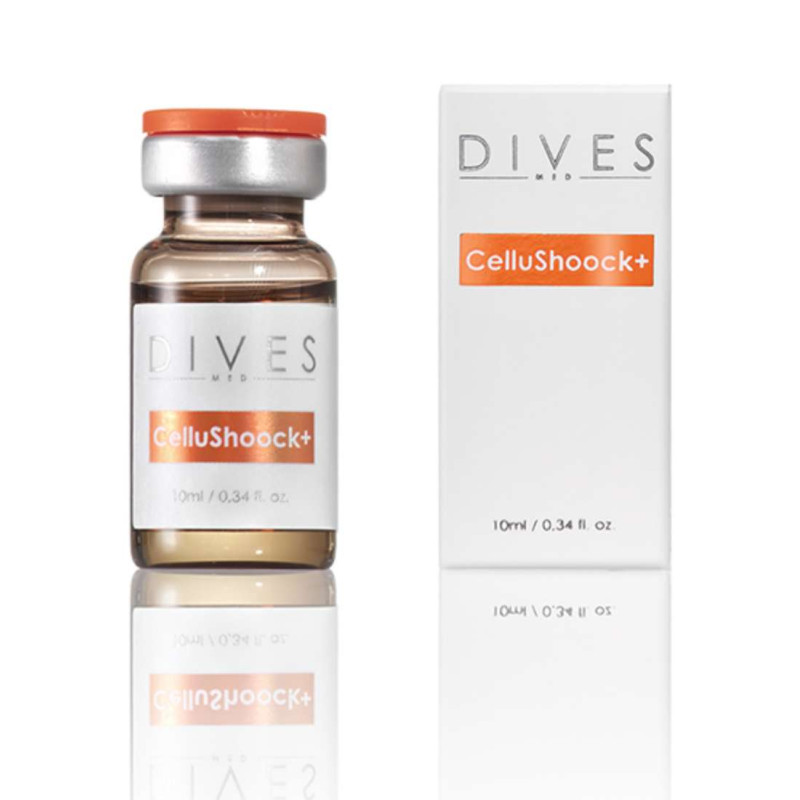 DIVES
MED
CelluShoock+
10ml / 0,34 fl. oz.
DIVES
MED
CelluShoock+
10ml / 0,34 fl. oz.